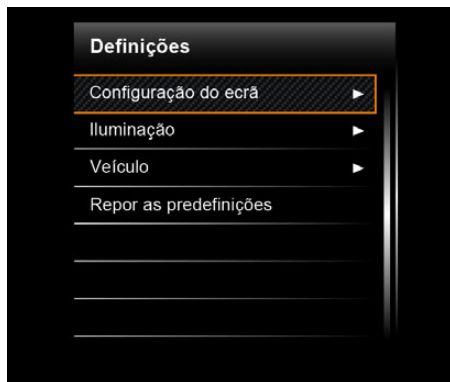 Definições
Configuração do ecrã
Iluminação
Veículo
Repor as predefinições